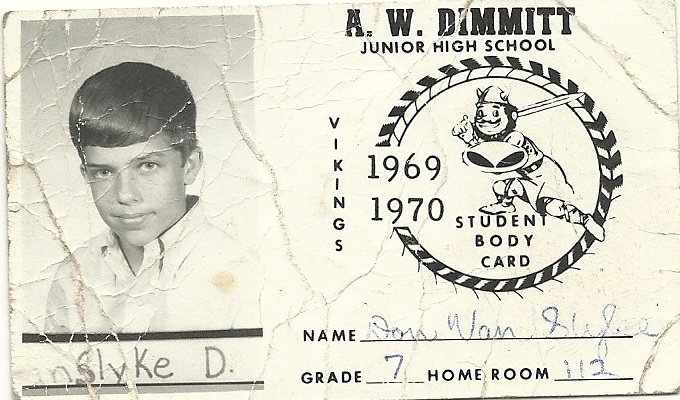 A. W. DIMMITT
JUNIOR HIGH SCHOOL
VIKINGS
1969
1970
STUDENT
BODY
CARD
nSlyKe D.
NAME Don Van Slyke
GRADE 7 HOME ROOM 112